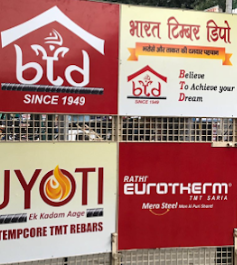 btd
SINCE 1949
भारत टिम्बर डिपो
btd
SINCE 1949
Believe
To Achieve your
Dream
JYOTI
Ek Kadam Aage
TEMPCORE TMT REBARS
RATHI
EUROTHERM®
TMT SARIA
Mera Steel